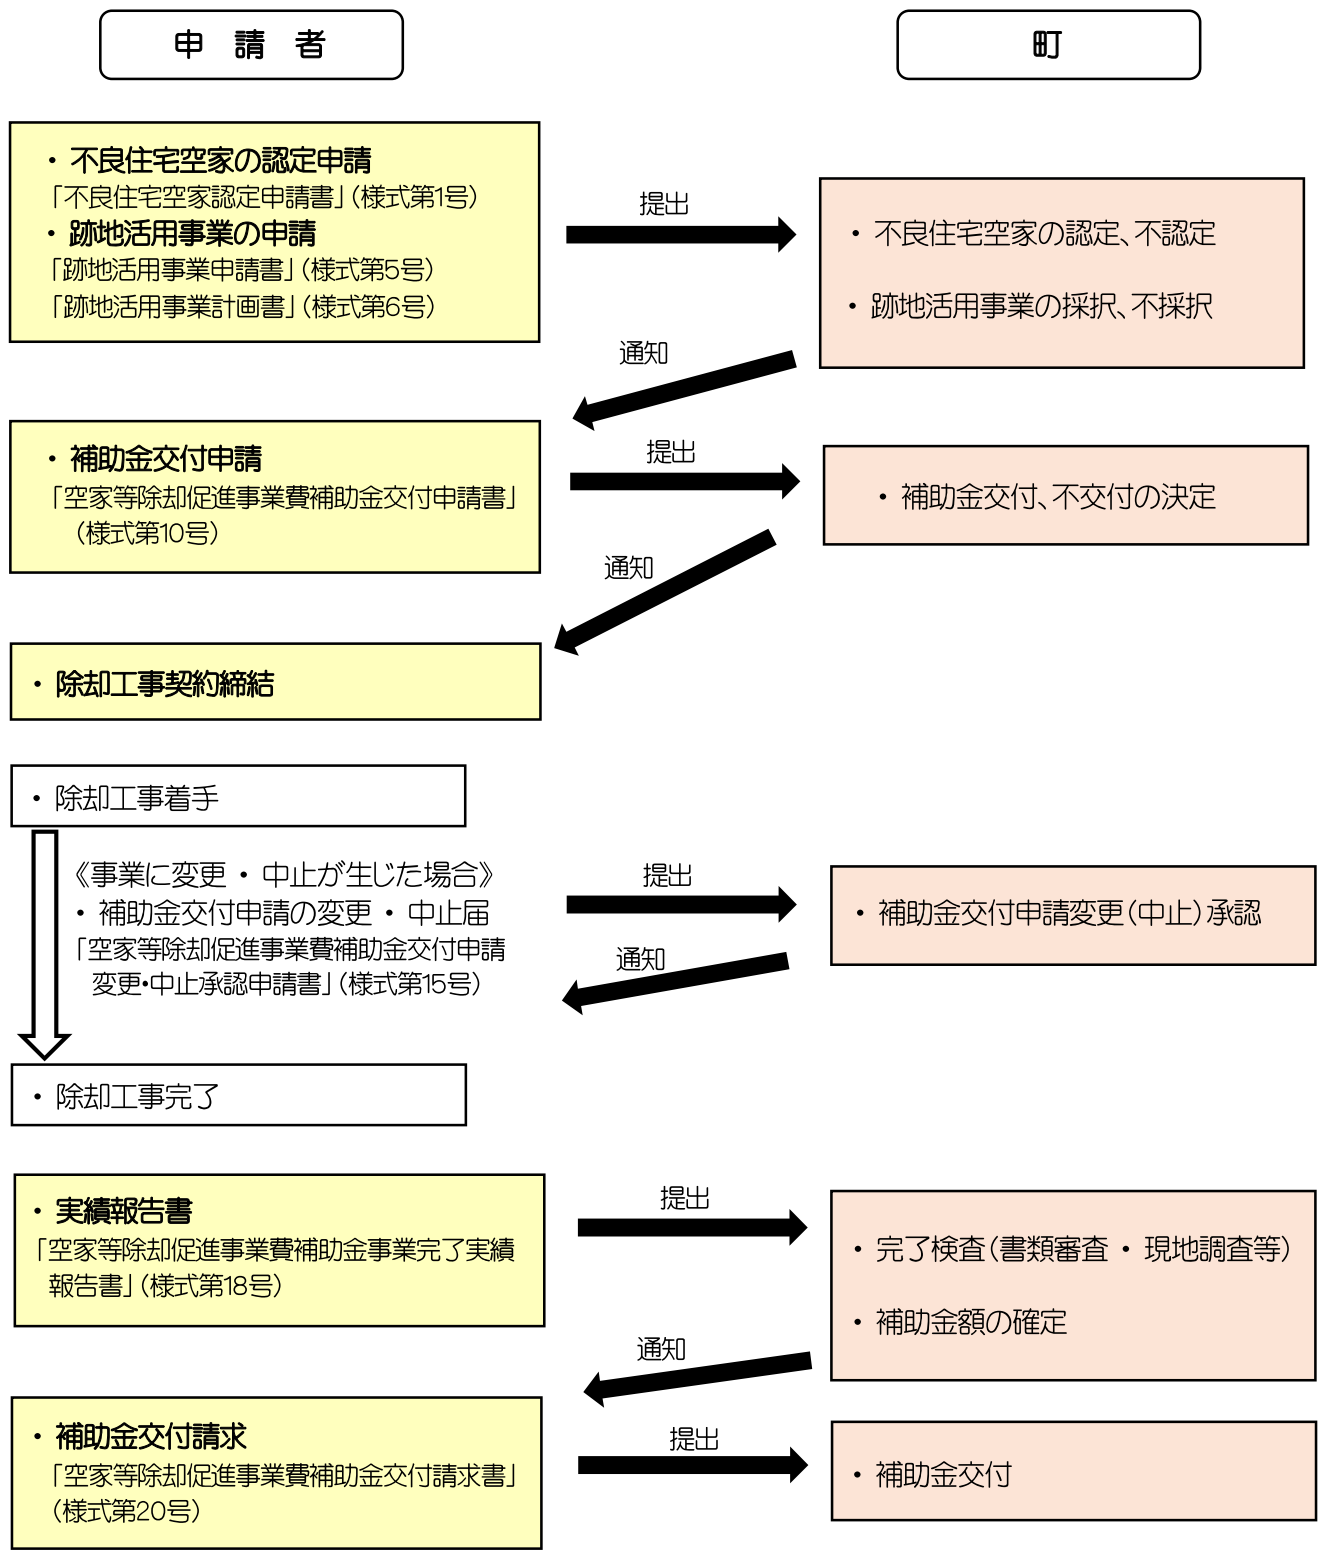 申 請 者
町
・ 不良住宅空家の認定申請
「不良住宅空家認定申請書」(様式第1号)
・ 跡地活用事業の申請
「跡地活用事業申請書」(様式第5号)
「跡地活用事業計画書」(様式第6号)
提出
・ 不良住宅空家の認定、不認定
・ 跡地活用事業の採択、不採択
通知
・ 補助金交付申請
「空家等除却促進事業費補助金交付申請書」
(様式第10号)
提出
・ 補助金交付、不交付の決定
通知
・ 除却工事契約締結
・ 除却工事着手
《事業に変更 ・ 中止が生じた場合》
・ 補助金交付申請の変更 ・ 中止届
「空家等除却促進事業費補助金交付申請
変更・中止承認申請書」(様式第15号)
提出
・ 補助金交付申請変更(中止)承認
通知
・ 除却工事完了
・ 実績報告書
「空家等除却促進事業費補助金事業完了実績
報告書」(様式第18号)
提出
・ 完了検査(書類審査 ・ 現地調査等)
・ 補助金額の確定
通知
・ 補助金交付請求
「空家等除却促進事業費補助金交付請求書」
(様式第20号)
提出
・ 補助金交付